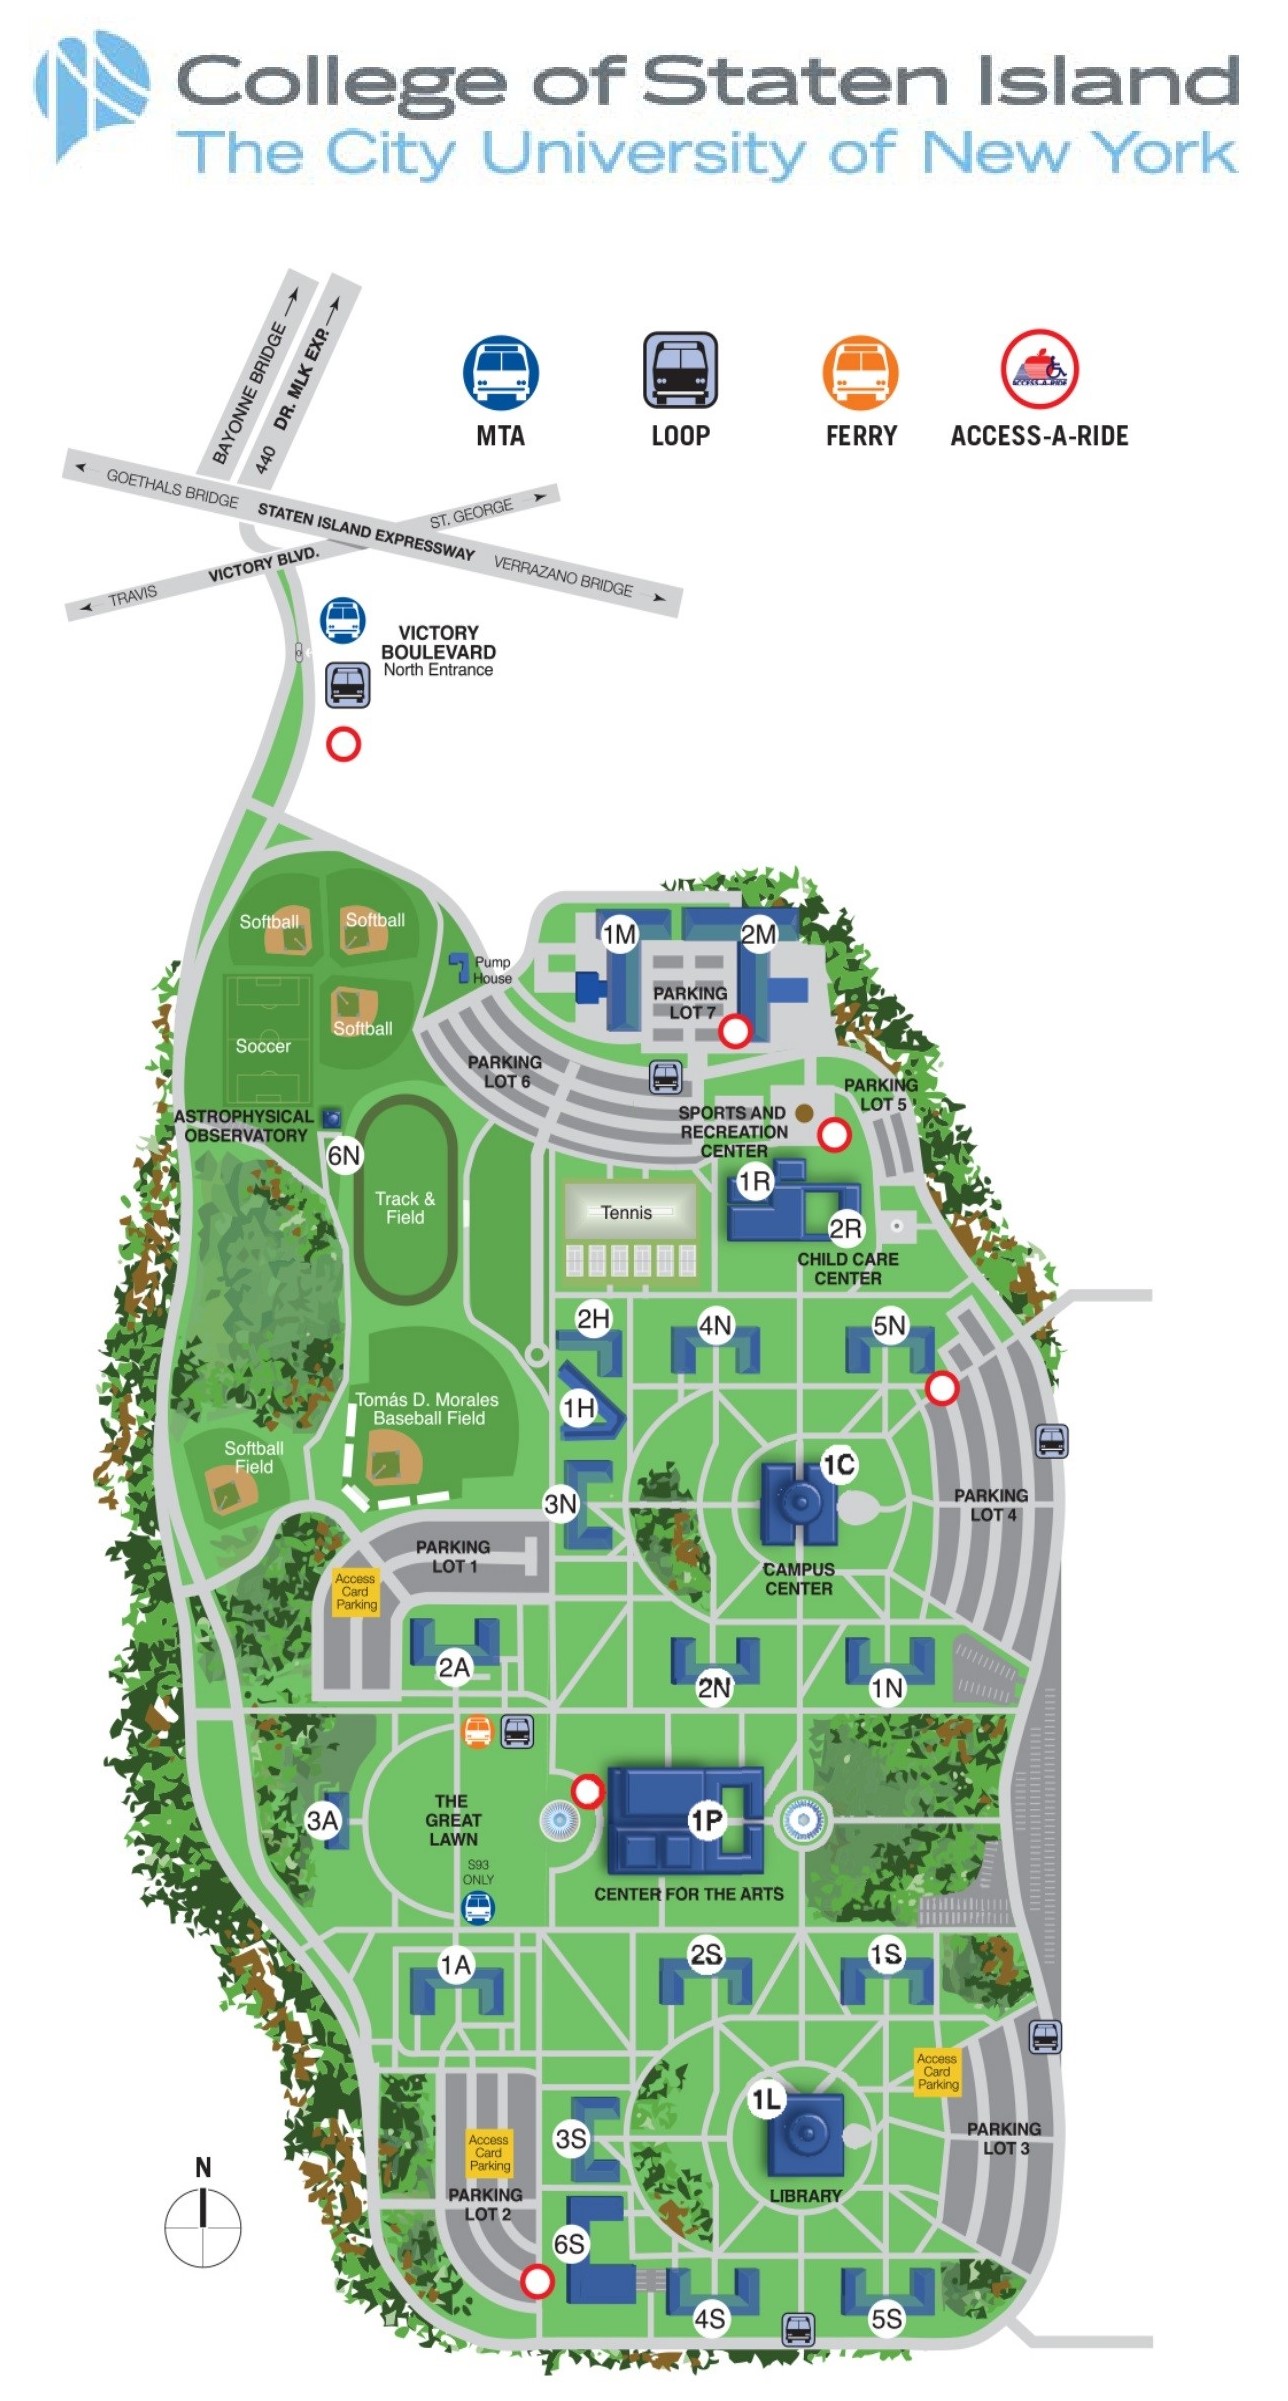 College of Staten Island
The City University of New York
BAYONNE BRIDGE
440 DR. MLK EXP.
MTA
LOOP
FERRY
ACCESS-A-RIDE
ACCESS-A-RIDE
GOETHALS BRIDGE
STATEN ISLAND EXPRESSWAY
VERRAZANO BRIDGE
ST. GEORGE
VICTORY BLVD.
TRAVIS
VICTORY
BOULEVARD
North Entrance
Softball
Softball
1M
2M
Pump
House
PARKING
LOT 7
Softball
Soccer
PARKING
LOT 6
PARKING
LOT 5
ASTROPHYSICAL
OBSERVATORY
6N
SPORTS AND
RECREATION
CENTER
1R
Track &
Field
Tennis
2R
CHILD CARE
CENTER
2H
4N
5N
Tomás D. Morales
Baseball Field
1H
Softball
Field
1C
3N
PARKING
LOT 4
PARKING
LOT 1
CAMPUS
CENTER
Access
Card
Parking
2A
2N
1N
THE
GREAT
LAWN
3A
1P
S93
ONLY
CENTER FOR THE ARTS
1A
2S
1S
Access
Card
Parking
1L
3S
PARKING
LOT 3
Access
Card
Parking
PARKING
LOT 2
LIBRARY
N
6S
4S
5S